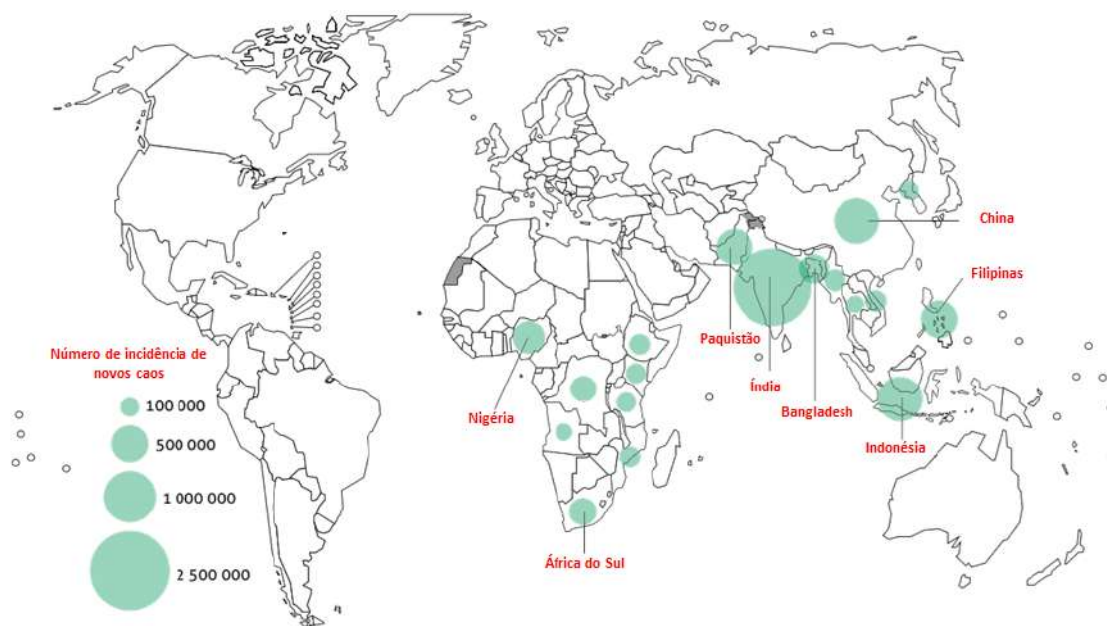 China
Filipinas
Paquistão
Índia
Bangladesh
Nigéria
Indonésia
África do Sul
Número de incidência de
novos caos
100 000
500 000
1 000 000
2 500 000